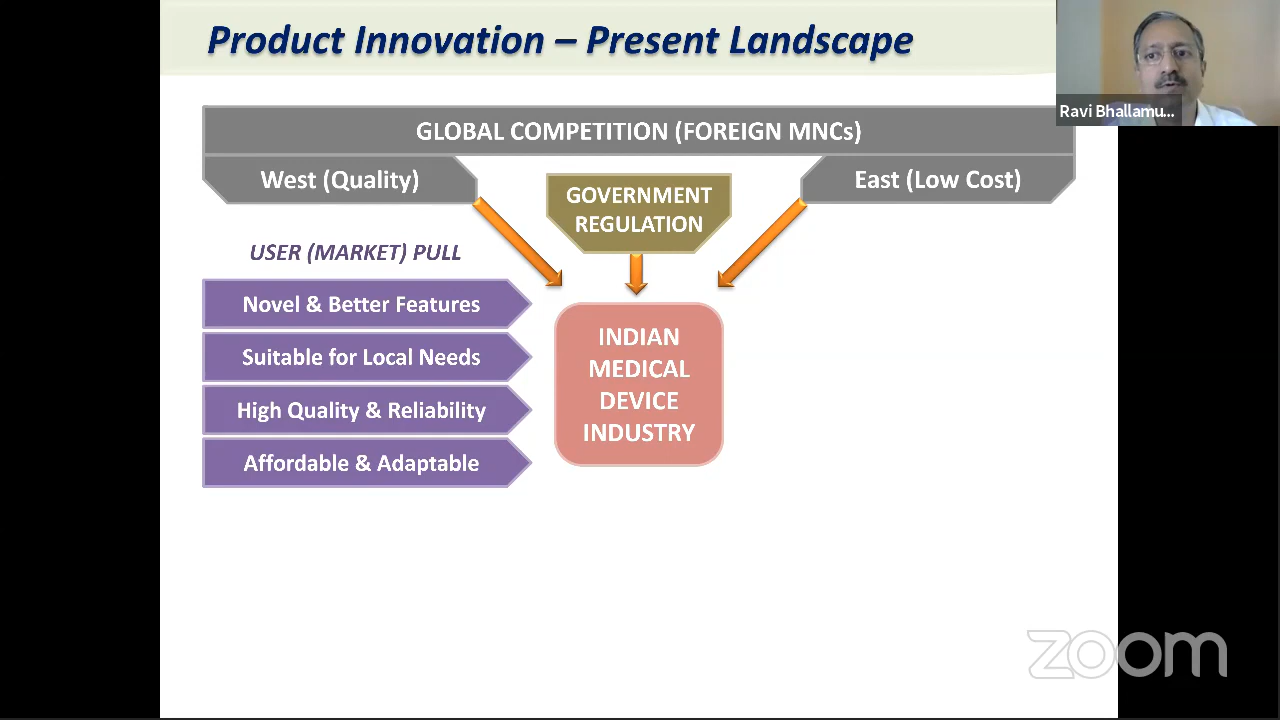 Product Innovation – Present Landscape
Ravi Bhallamu...
GLOBAL COMPETITION (FOREIGN MNCs)
West (Quality)
GOVERNMENT
REGULATION
East (Low Cost)
USER (MARKET) PULL
Novel & Better Features
Suitable for Local Needs
High Quality & Reliability
Affordable & Adaptable
INDIAN
MEDICAL
DEVICE
INDUSTRY
zoom